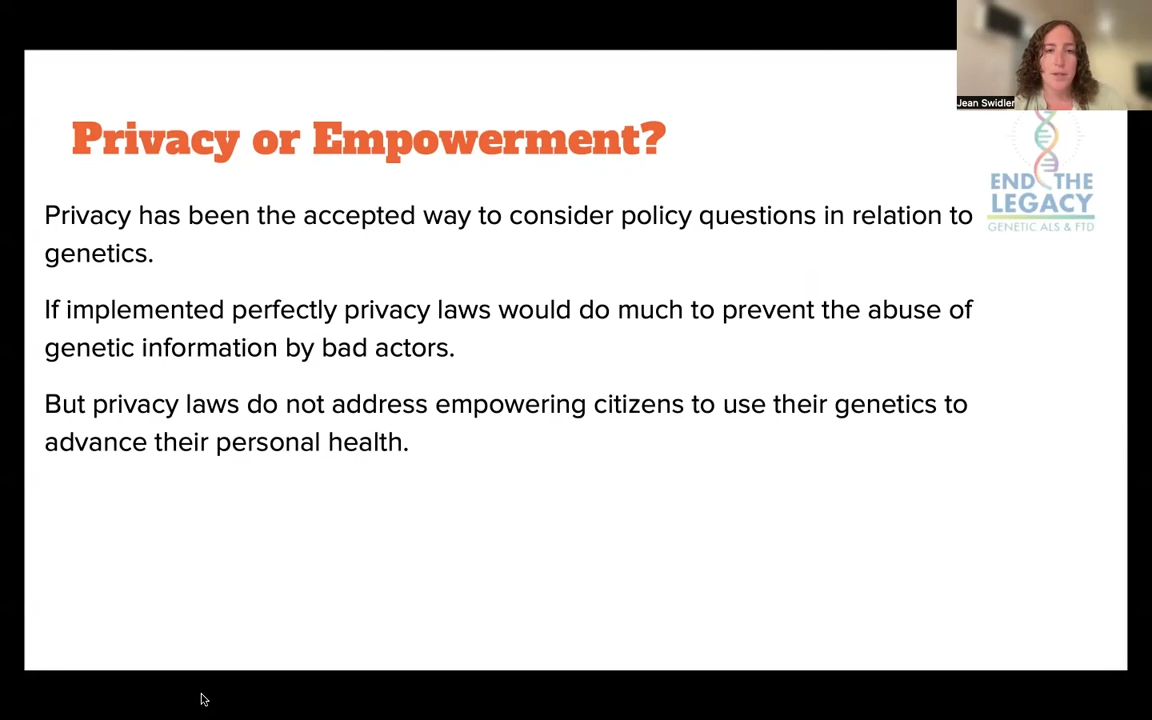 Jean Swidler
Privacy or Empowerment?
END THE
LEGACY
GENETIC ALS & FTD
Privacy has been the accepted way to consider policy questions in relation to
genetics.
If implemented perfectly privacy laws would do much to prevent the abuse of
genetic information by bad actors.
But privacy laws do not address empowering citizens to use their genetics to
advance their personal health.